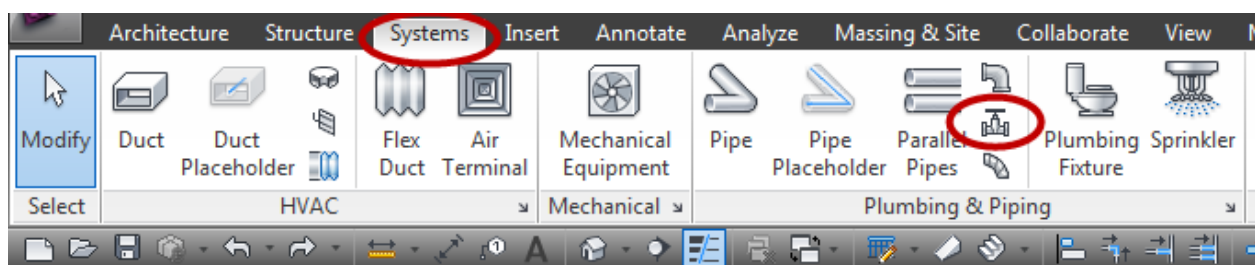 Architecture Structure Systems Insert Annotate Analyze Massing & Site Collaborate View
Modify Duct Duct Placeholder Flex Duct Air Terminal Mechanical Equipment Pipe Pipe Placeholder Parallel Pipes Plumbing Fixture Sprinkler
Select HVAC Mechanical Plumbing & Piping